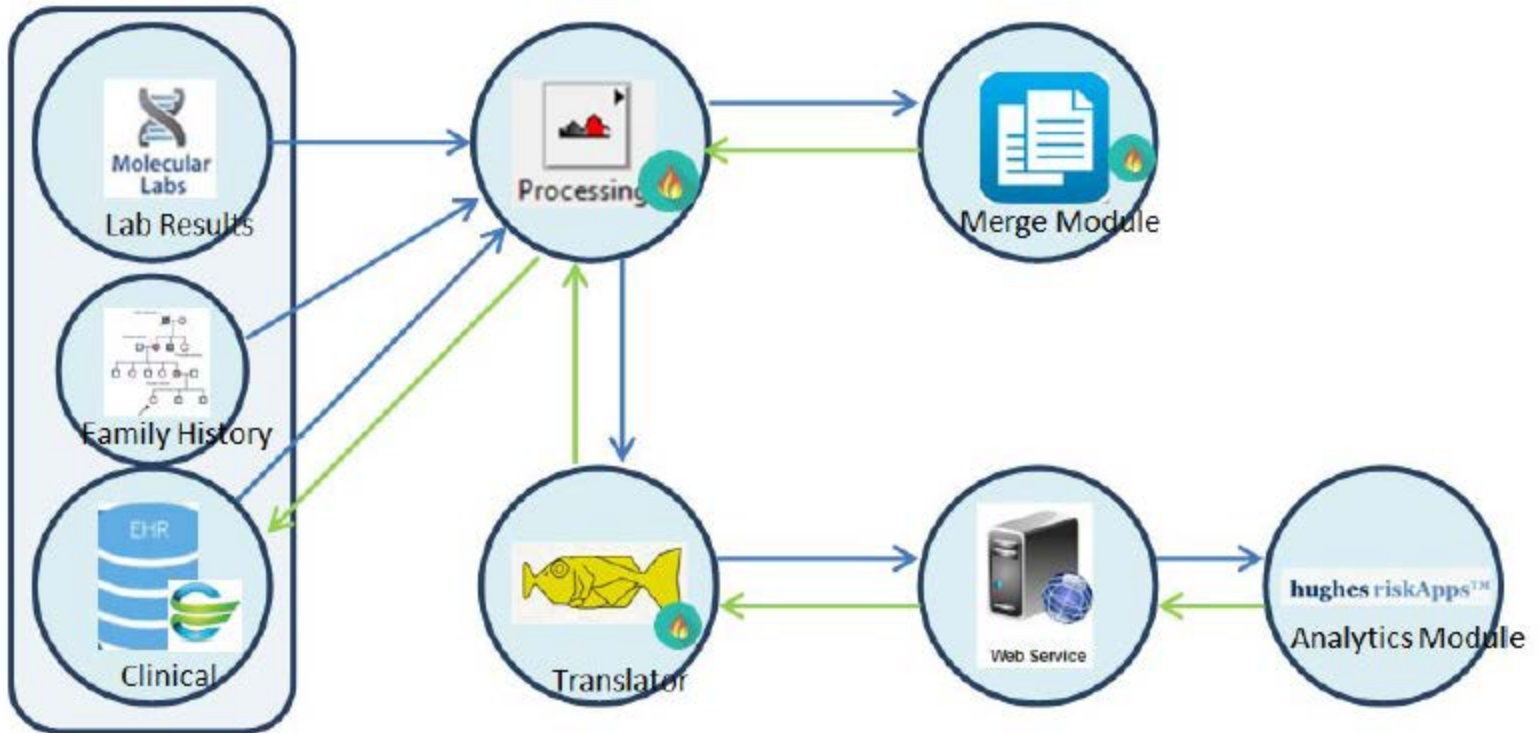 Molecular
Labs
Lab Results
Processing
Merge Module
Family History
EHR
Clinical
Translator
Web Service
hughes riskApps™
Analytics Module